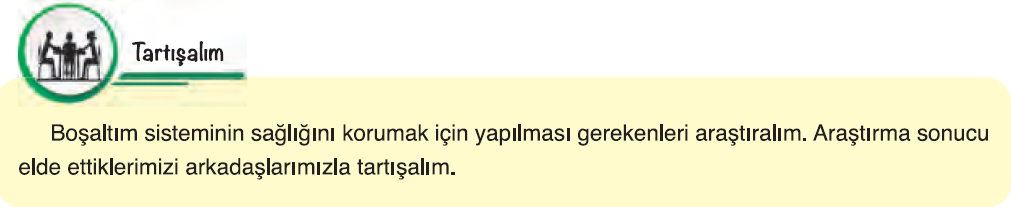 Tartışalım
Boşaltım sisteminin sağlığını korumak için yapılması gerekenleri araştıralım. Araştırma sonucu
elde ettiklerimizi arkadaşlarımızla tartışalım.